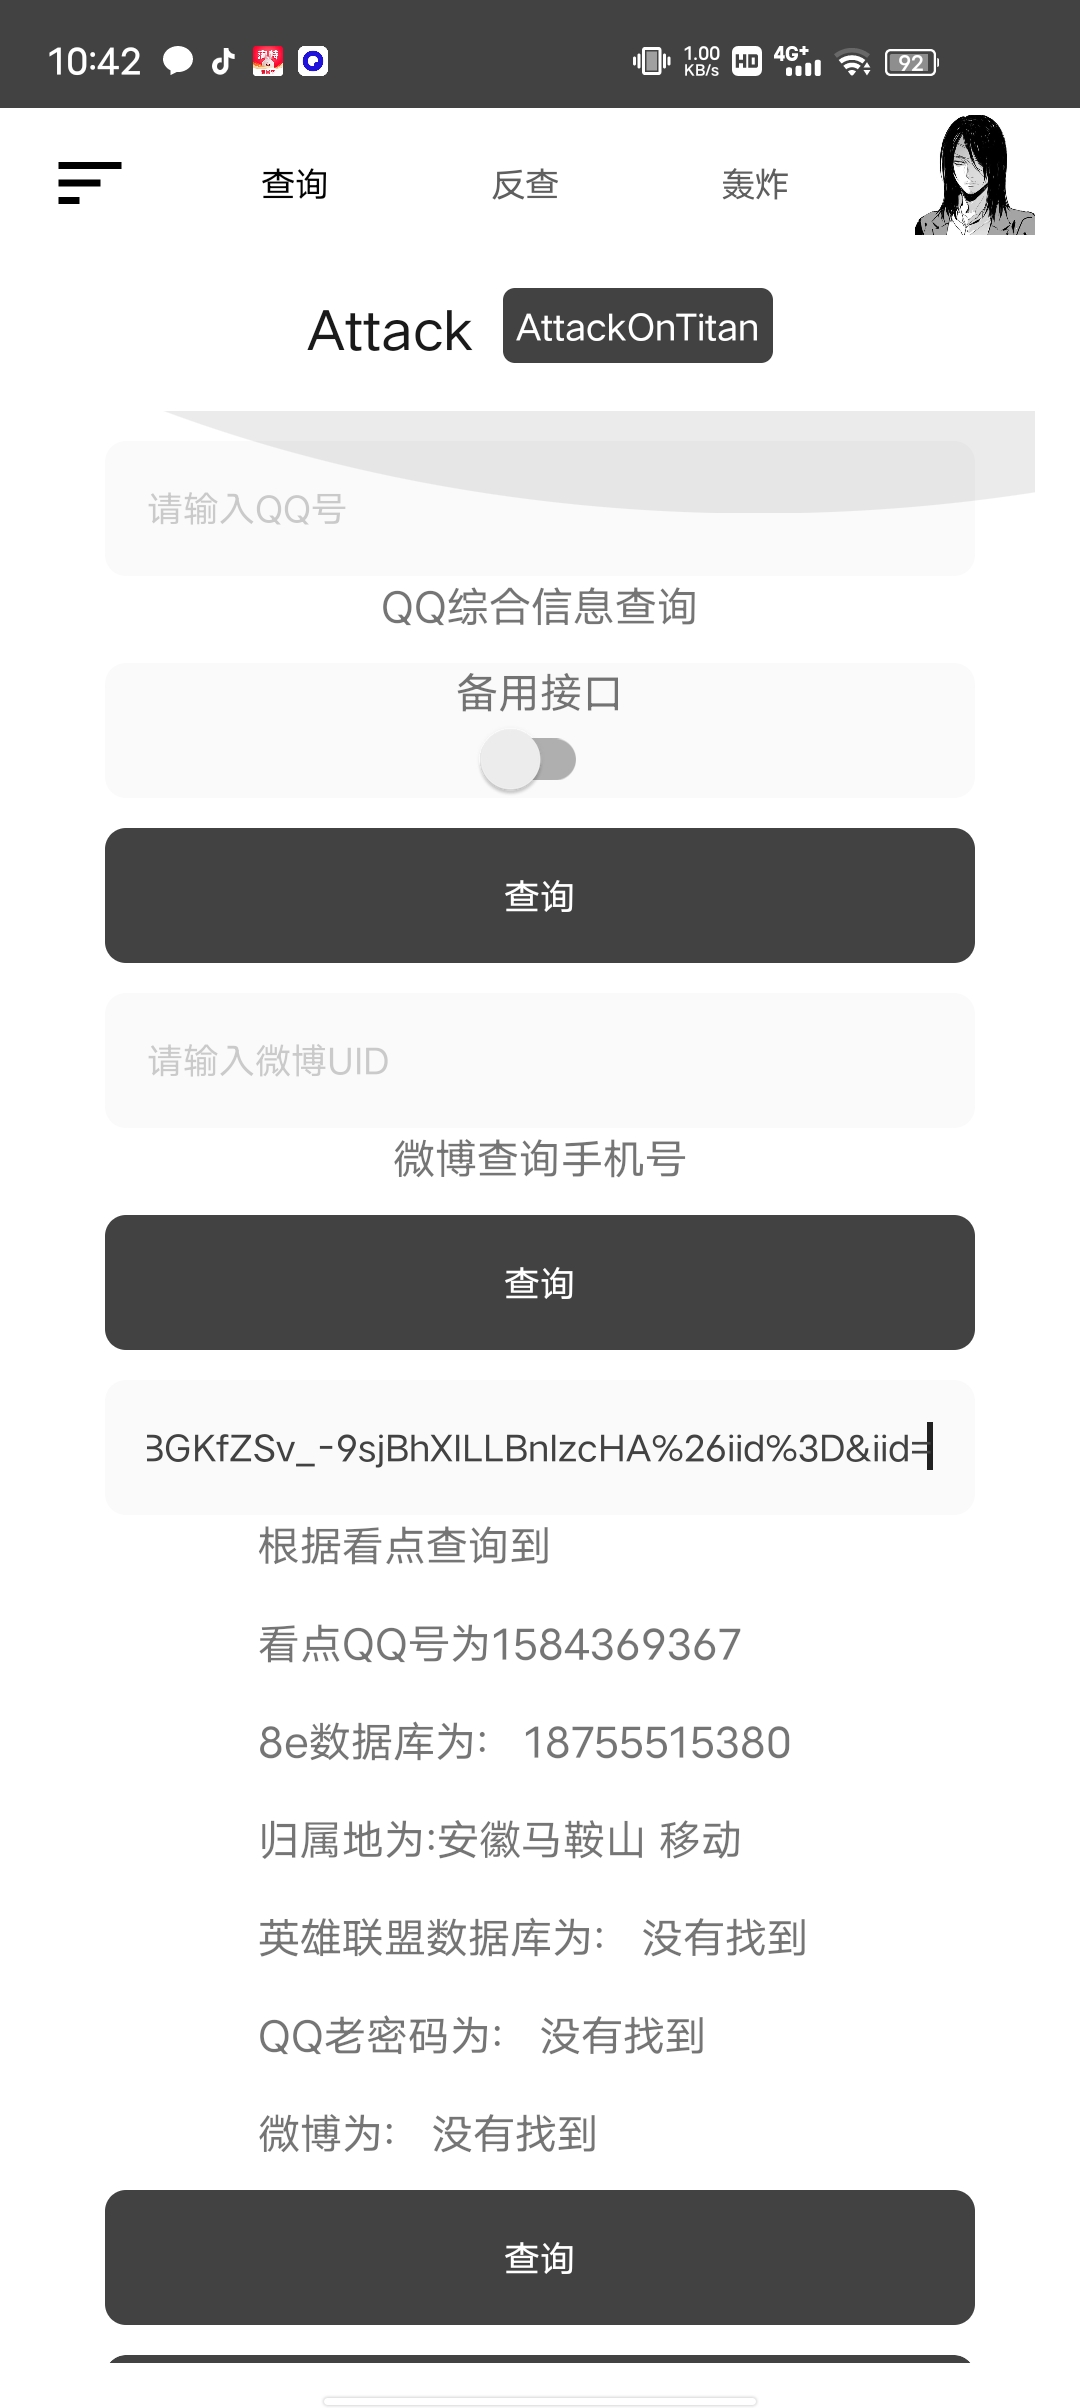 10:42
1.00
KB/s
HD
4G+
92
查询
反查
轰炸
Attack
AttackOnTitan
请输入QQ号
QQ综合信息查询
备用接口
查询
请输入微博UID
微博查询手机号
查询
BGKfZSv_-9sjBhXILLBnIzcHA%26iid%3D&iid=
根据看点查询到
看点QQ号为1584369367
8e数据库为: 18755515380
归属地为:安徽马鞍山 移动
英雄联盟数据库为: 没有找到
QQ老密码为: 没有找到
微博为: 没有找到
查询